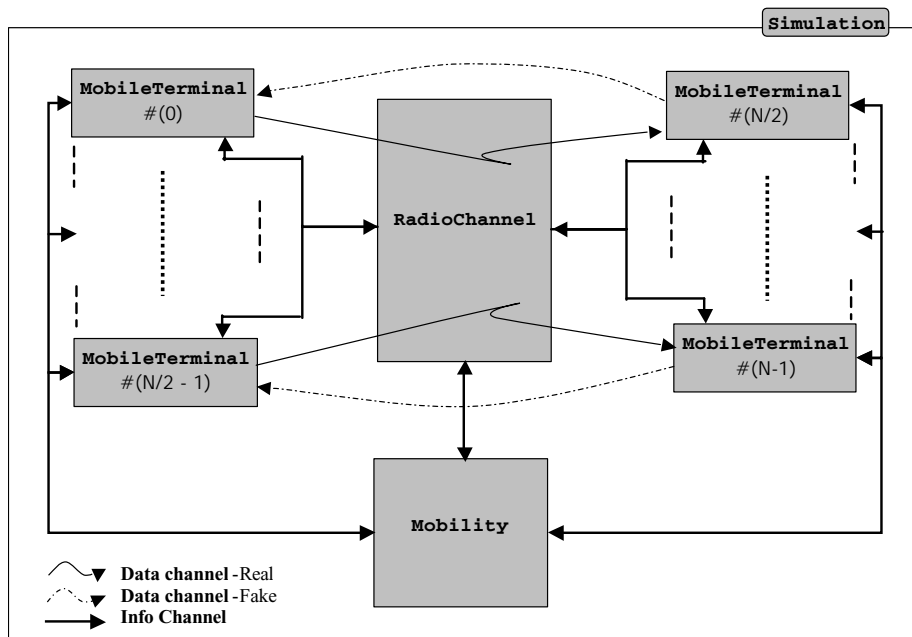 Simulation
MobileTerminal
#(0)
MobileTerminal
#(N/2)
RadioChannel
MobileTerminal
#(N/2 - 1)
MobileTerminal
#(N-1)
Mobility
Data channel -Real
Data channel -Fake
Info Channel